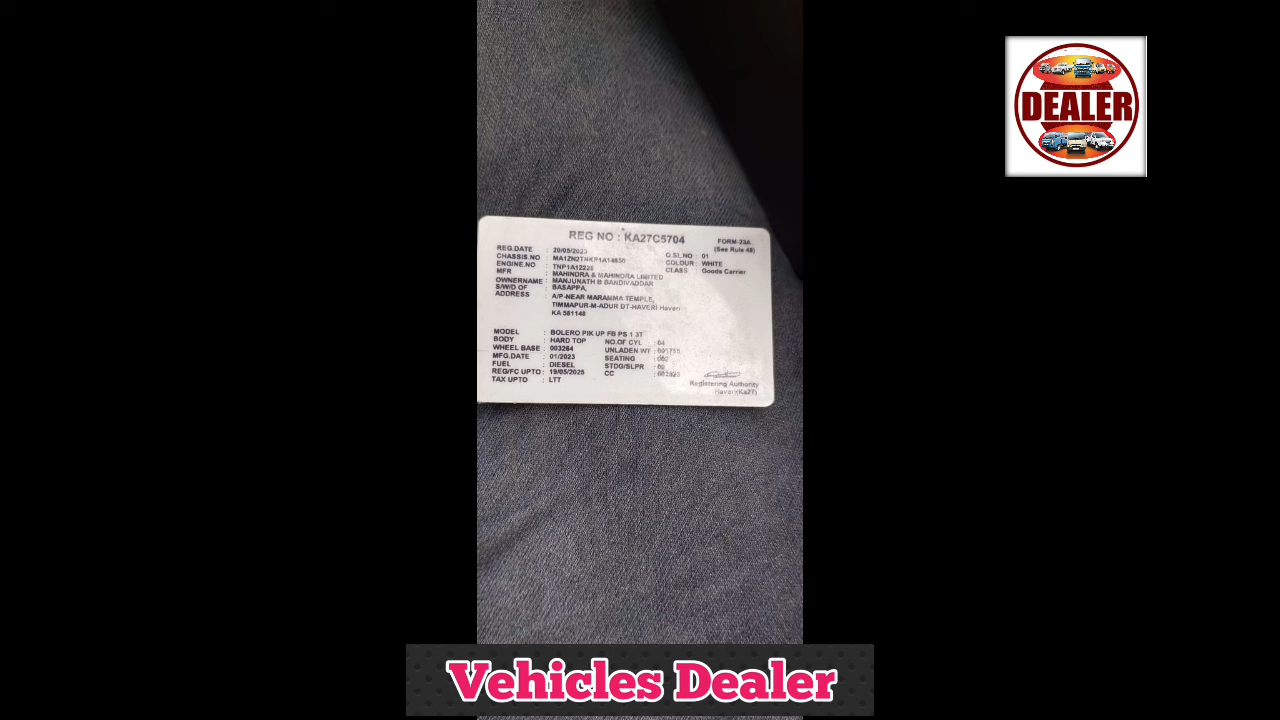 DEALER
REG NO : KA27C5704
FORM-23A
(See Rule 48)
REG.DATE : 20/05/2023
O.SL.NO : 01
CHASSIS.NO :
COLOUR : WHITE
ENGINE.NO : TNP1A12228
CLASS : Goods Carrier
MFR : MAHINDRA & MAHINDRA LIMITED
OWNERNAME : MANJUNATH B BANDIVADDAR
S/W/D OF : BASAPPA,
ADDRESS : A/P-NEAR MARAMMA TEMPLE,
TIMMAPUR-M-ADUR DT-HAVERI Haveri
KA 581148
MODEL : BOLERO PIK UP FB PS 1 3T
BODY : HARD TOP
NO.OF CYL : 04
WHEEL BASE : 003264
UNLADEN WT :
MFG.DATE : 01/2023
SEATING : 002
FUEL : DIESEL
STDG/SLPR : 00
REG/FC UPTO : 19/05/2025
CC :
TAX UPTO : LTT
Registering Authority
Haveri(Ka27)
Vehicles Dealer